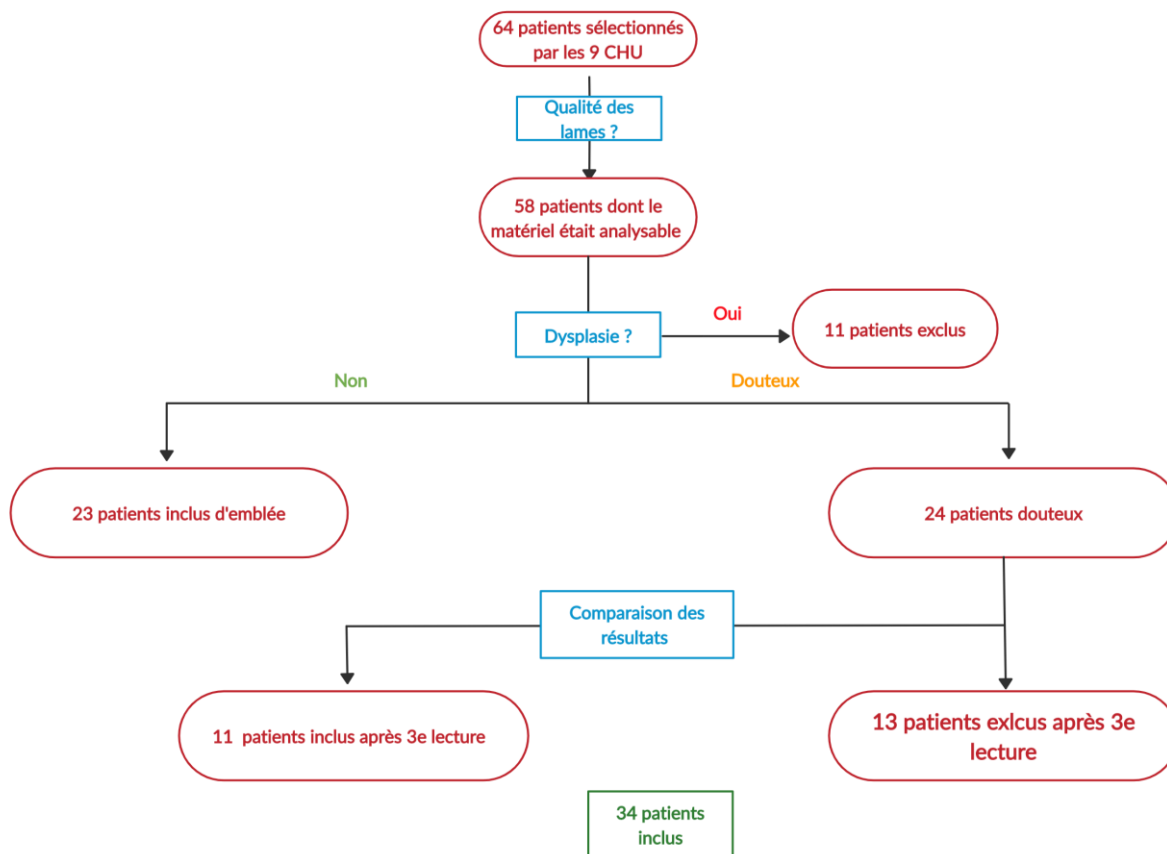 64 patients sélectionnés
par les 9 CHU
Qualité des
lames ?
58 patients dont le
matériel était analysable
Dysplasie ?
Oui
11 patients exclus
Non
Douteux
23 patients inclus d'emblée
24 patients douteux
Comparaison des
résultats
11 patients inclus après 3e lecture
13 patients exlcus après 3e
lecture
34 patients
inclus